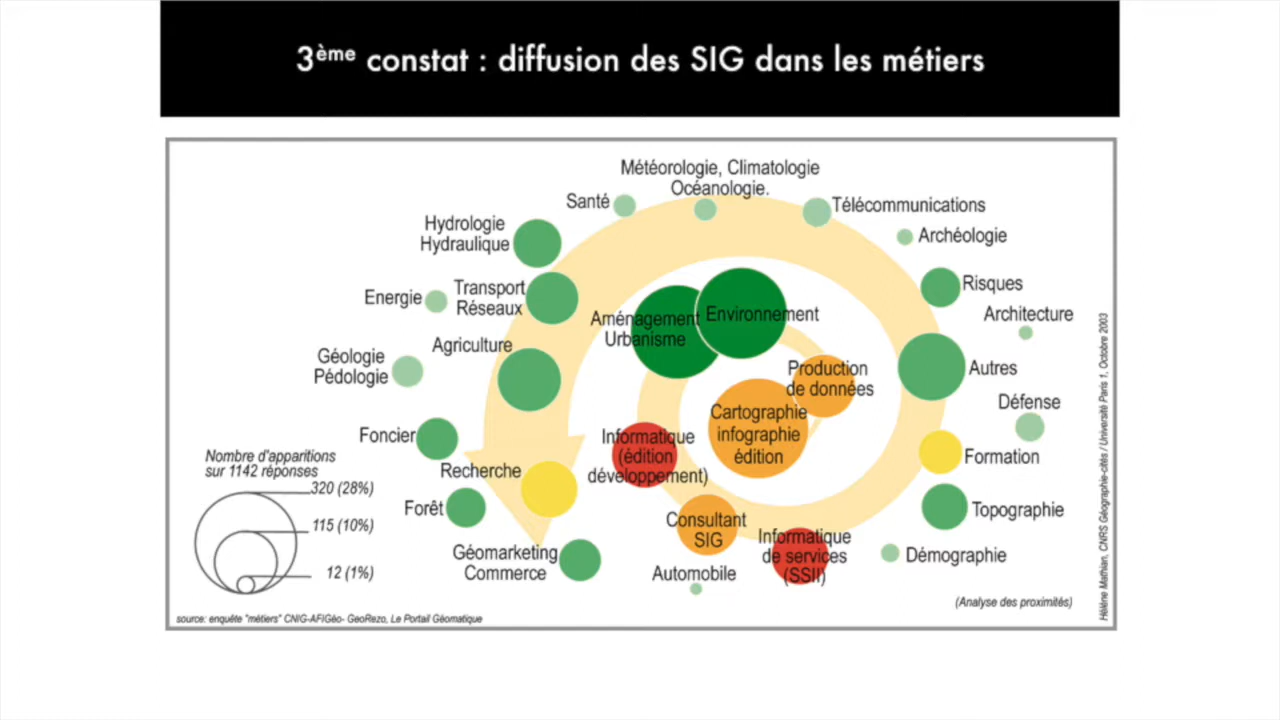 3ème constat : diffusion des SIG dans les métiers
Météorologie, Climatologie
Océanologie.
Santé
Télécommunications
Hydrologie
Hydraulique
Archéologie
Energie
Transport
Réseaux
Risques
Architecture
Aménagement
Urbanisme
Environnement
Géologie
Pédologie
Agriculture
Production
de données
Autres
Défense
Cartographie
infographie
édition
Foncier
Informatique
(édition
développement)
Formation
Recherche
Nombre d'apparitions
sur 1142 réponses
320 (28%)
115 (10%)
12 (1%)
Forêt
Consultant
SIG
Topographie
Géomarketing
Commerce
Informatique
de services
(SSII)
Démographie
Automobile
(Analyse des proximités)
source: enquête "métiers" CNIG-AFIGéo- GeoRezo, Le Portail Géomatique
Hélène Mathian, CNRS Géographie-cités / Université Paris 1, Octobre 2003